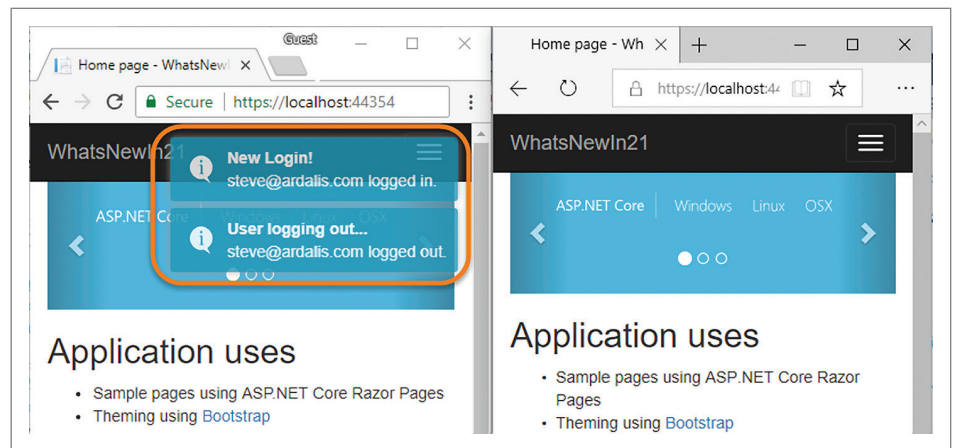 Guest
Home page - WhatsNewI
Secure | https://localhost:44354
WhatsNewIn21
New Login!
steve@ardalis.com logged in.
User logging out...
steve@ardalis.com logged out.
ASP.NET Core Windows Linux OSX
Application uses
Sample pages using ASP.NET Core Razor Pages
Theming using Bootstrap
Home page - Wh
https://localhost:44
WhatsNewIn21
ASP.NET Core Windows Linux OSX
Application uses
Sample pages using ASP.NET Core Razor
Pages
Theming using Bootstrap